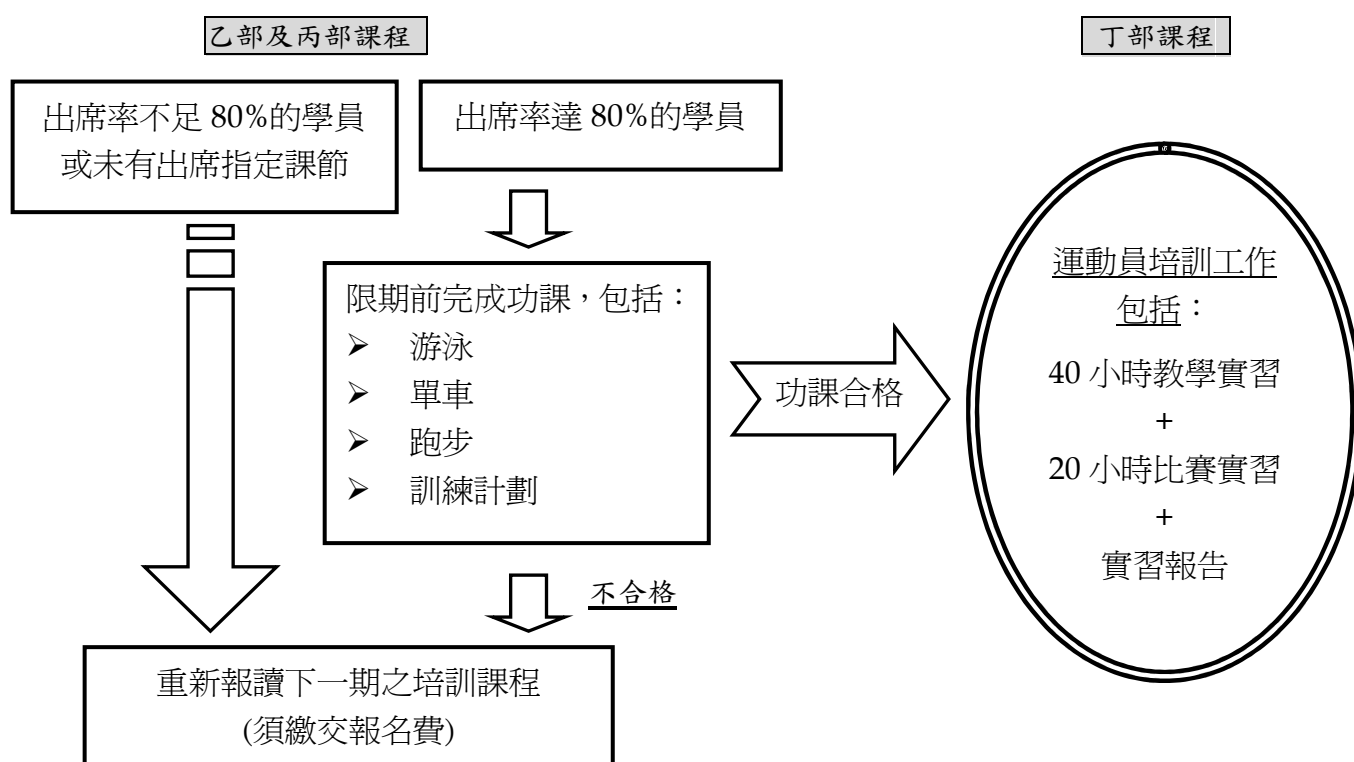 乙部及丙部課程
丁部課程
出席率不足 80%的學員
或未有出席指定課節
出席率達 80%的學員
限期前完成功課，包括：
➢ 游泳
➢ 單車
➢ 跑步
➢ 訓練計劃
功課合格
運動員培訓工作
包括：
40 小時教學實習
+
20 小時比賽實習
+
實習報告
不合格
重新報讀下一期之培訓課程
(須繳交報名費)